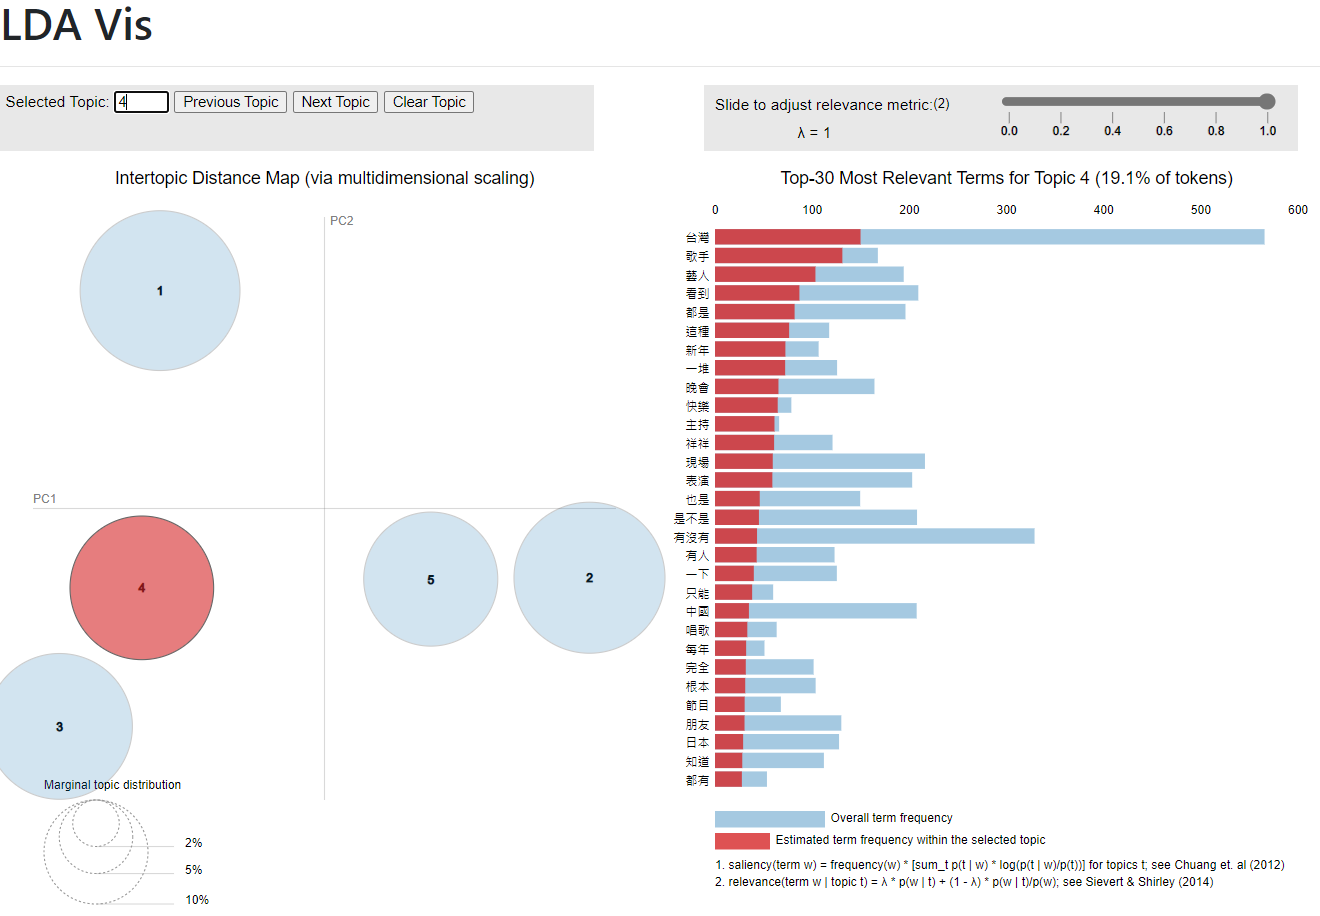 LDA Vis
Selected Topic: 4 Previous Topic Next Topic Clear Topic
Slide to adjust relevance metric:(2)
λ = 1
0.0 0.2 0.4 0.6 0.8 1.0
Intertopic Distance Map (via multidimensional scaling)
PC2
PC1
1
4
5
2
3
Marginal topic distribution
2%
5%
10%
Top-30 Most Relevant Terms for Topic 4 (19.1% of tokens)
0 100 200 300 400 500 600
台灣
歌手
藝人
看到
都是
這種
新年
一堆
晚會
快樂
主持
祥祥
現場
表演
也是
是不是
有沒有
有人
一下
只能
中國
唱歌
每年
完全
根本
節目
朋友
日本
知道
都有
Overall term frequency
Estimated term frequency within the selected topic
1. saliency(term w) = frequency(w) * [sum_t p(t | w) * log(p(t | w)/p(t))] for topics t; see Chuang et. al (2012)
2. relevance(term w | topic t) = λ * p(w | t) + (1 - λ) * p(w | t)/p(w); see Sievert & Shirley (2014)